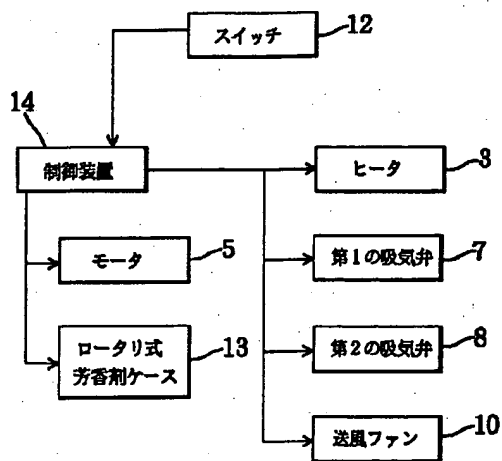 スイッチ
12
14
制御装置
ヒータ
3
モータ
5
第1の吸気弁
7
ロータリ式
芳香剤ケース
13
第2の吸気弁
8
送風ファン
10